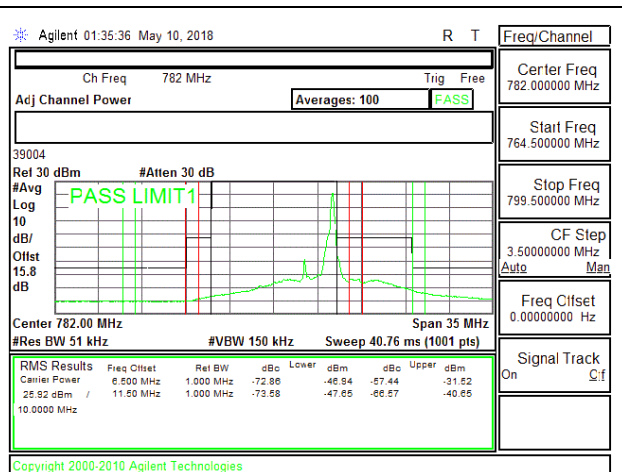 Agilent 01:35:36 May 10, 2018 R T
Freq/Channel
Ch Freq 782 MHz Trig Free
Adj Channel Power Averages: 100 PASS
39004
Ref 30 dBm #Atten 30 dB
#Avg
Log
10
dB/
Offst
15.8
dB
PASS LIMIT1
Center 782.00 MHz Span 35 MHz
#Res BW 51 kHz #VBW 150 kHz Sweep 40.76 ms (1001 pts)
RMS Results Freq Offset Ref BW dBc Lower dBm dBc Upper dBm
Carrier Power 6.500 MHz 1.000 MHz -72.86 -46.94 -57.44 -31.52
25.92 dBm / 11.50 MHz 1.000 MHz -73.58 -47.65 -66.57 -40.65
10.0000 MHz
Copyright 2000-2010 Agilent Technologies
Center Freq
782.000000 MHz
Start Freq
764.500000 MHz
Stop Freq
799.500000 MHz
CF Step
3.50000000 MHz
Auto Man
Freq Offset
0.00000000 Hz
Signal Track
On Off